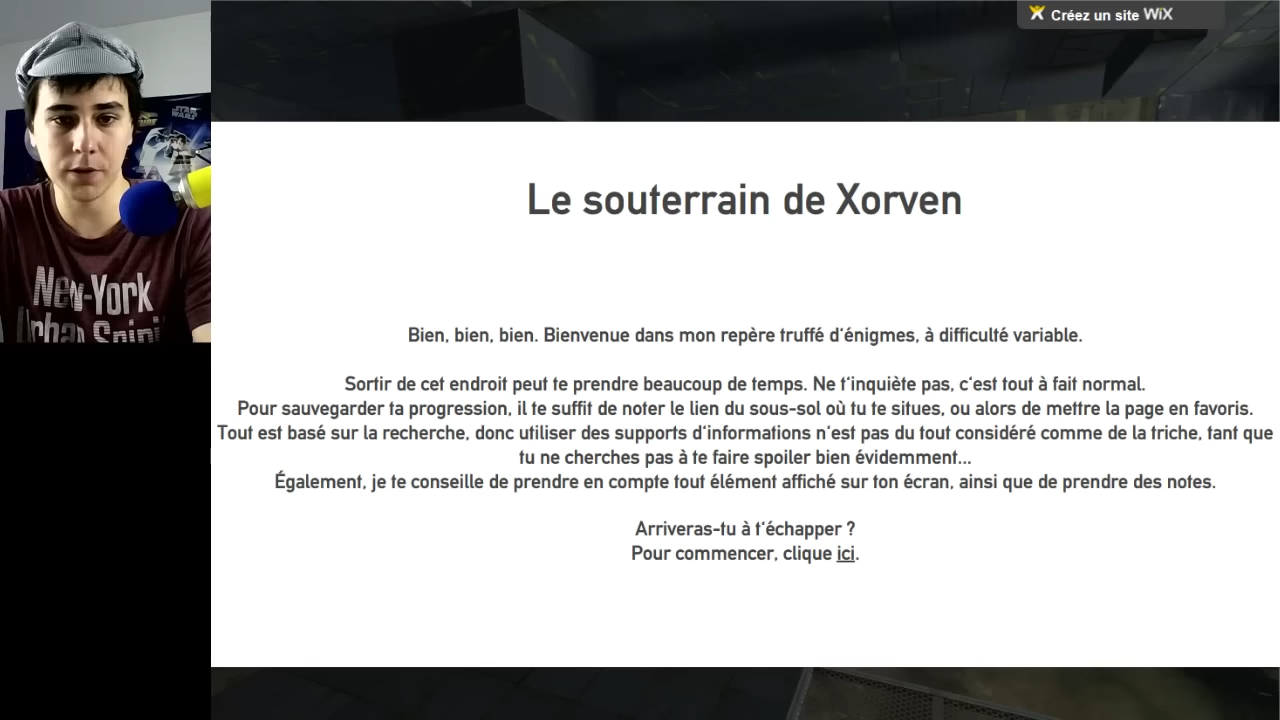 Créez un site WiX
STAR
WARS
Le souterrain de Xorven
New-York
Urban Spirit
Bien, bien, bien. Bienvenue dans mon repère truffé d'énigmes, à difficulté variable.
Sortir de cet endroit peut te prendre beaucoup de temps. Ne t'inquiète pas, c'est tout à fait normal.
Pour sauvegarder ta progression, il te suffit de noter le lien du sous-sol où tu te situes, ou alors de mettre la page en favoris.
Tout est basé sur la recherche, donc utiliser des supports d'informations n'est pas du tout considéré comme de la triche, tant que
tu ne cherches pas à te faire spoiler bien évidemment...
Également, je te conseille de prendre en compte tout élément affiché sur ton écran, ainsi que de prendre des notes.
Arriveras-tu à t'échapper ?
Pour commencer, clique ici.